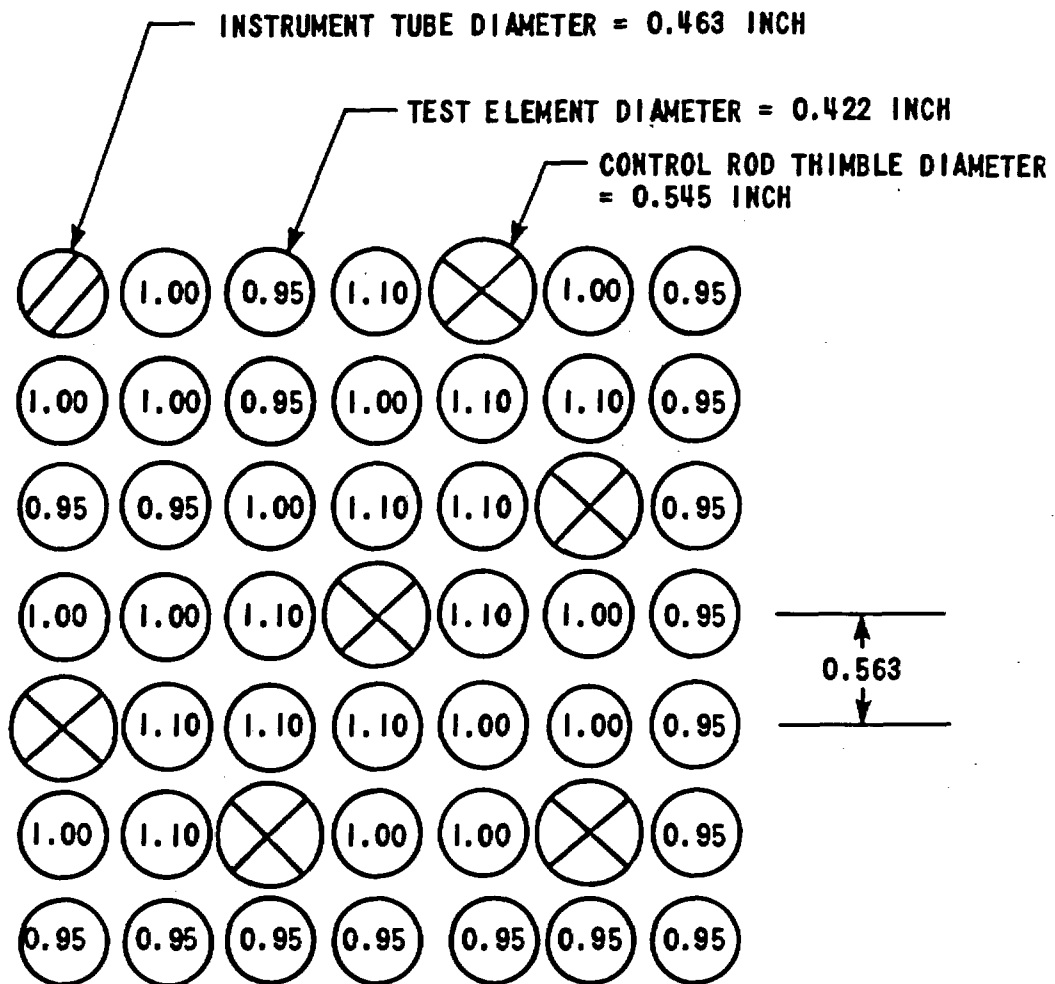 INSTRUMENT TUBE DIAMETER = 0.463 INCH
TEST ELEMENT DIAMETER = 0.422 INCH
CONTROL ROD THIMBLE DIAMETER
= 0.545 INCH
1.00 0.95 1.10 1.00 0.95
1.00 1.00 0.95 1.00 1.10 1.10 0.95
0.95 0.95 1.00 1.10 1.10 0.95
1.00 1.00 1.10 1.10 1.00 0.95
0.563
1.10 1.10 1.10 1.00 1.00 0.95
1.00 1.10 1.00 1.00 0.95
0.95 0.95 0.95 0.95 0.95 0.95 0.95